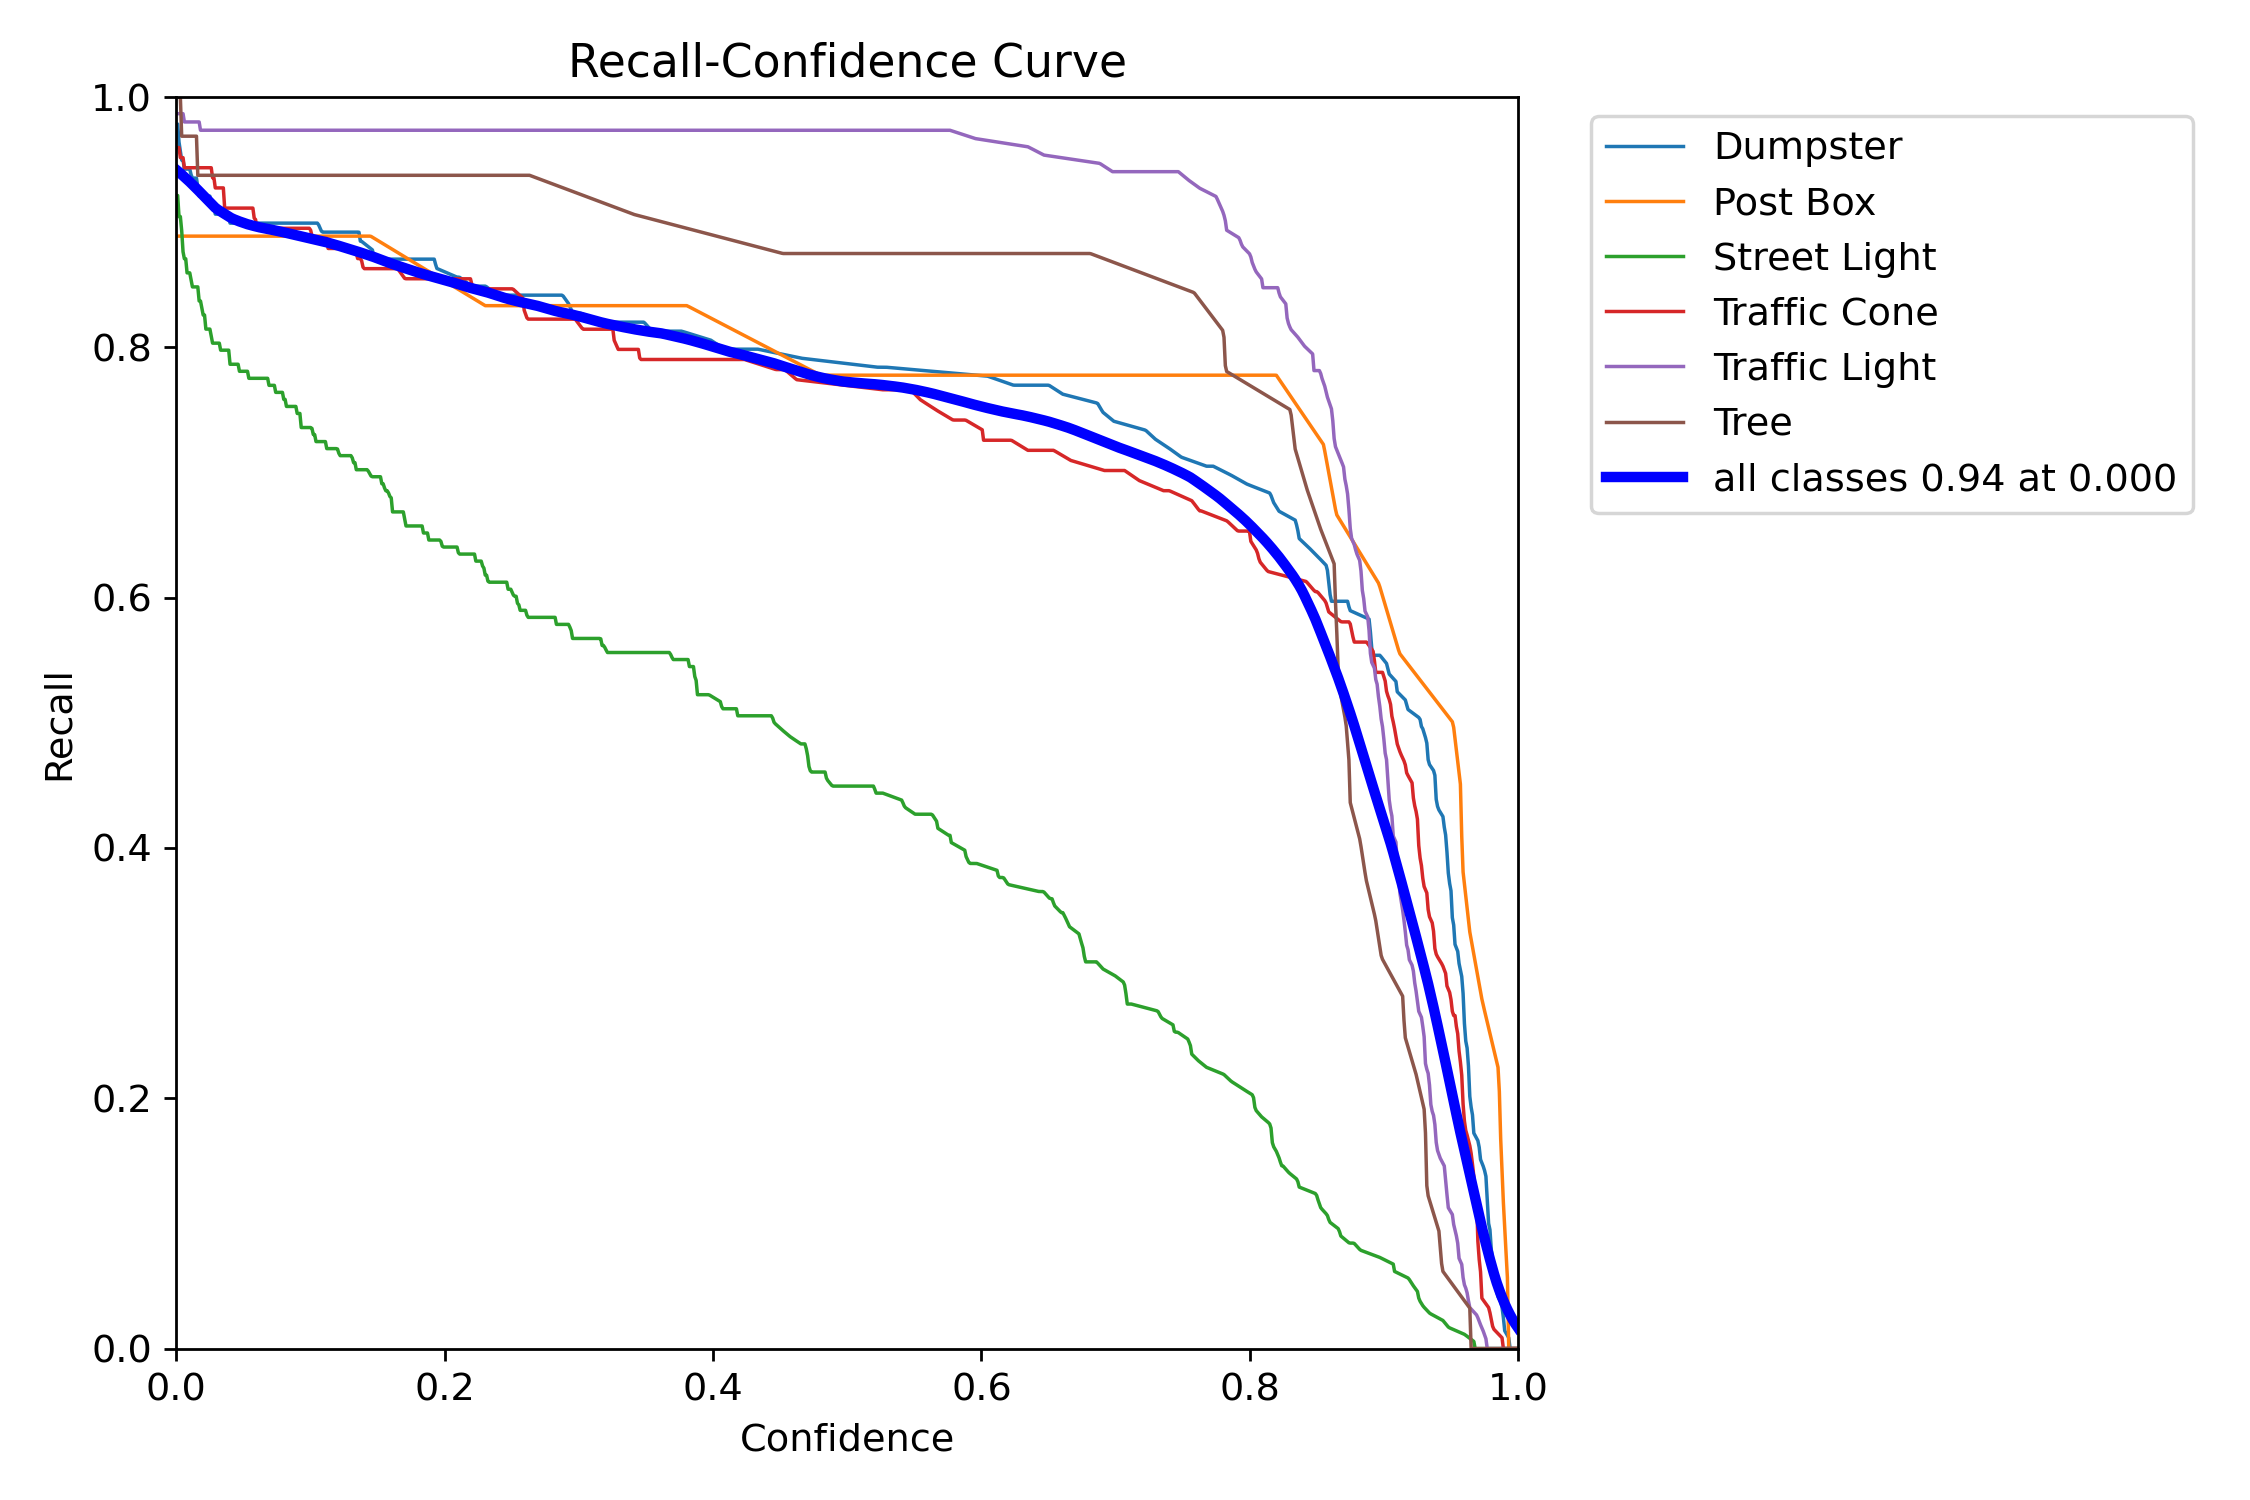 Recall-Confidence Curve
1.0
0.8
0.6
0.4
0.2
0.0
Recall
0.0 0.2 0.4 0.6 0.8 1.0
Confidence
Dumpster
Post Box
Street Light
Traffic Cone
Traffic Light
Tree
all classes 0.94 at 0.000